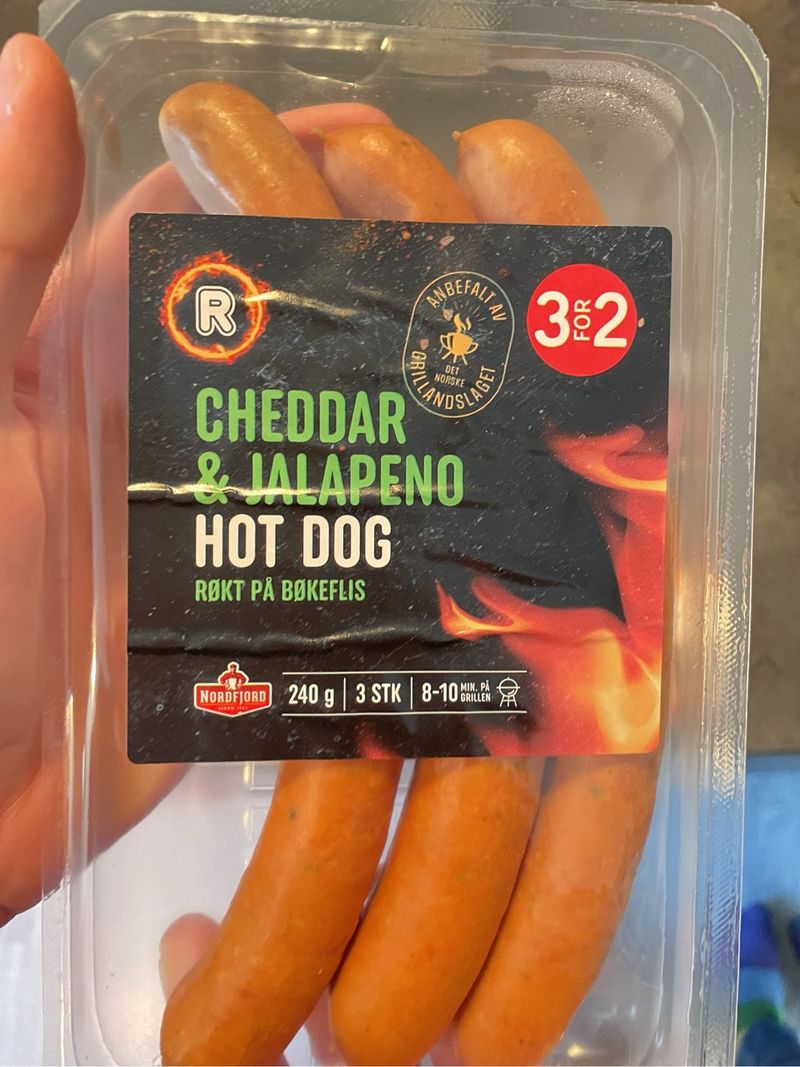 R
ANBEFALT AV
DET
NORSKE
GRILLANDSLAGET
3 FOR 2
CHEDDAR
& JALAPENO
HOT DOG
RØKT PÅ BØKEFLIS
NORDFJORD
240 g
3 STK
8-10 MIN. PÅ
GRILLEN